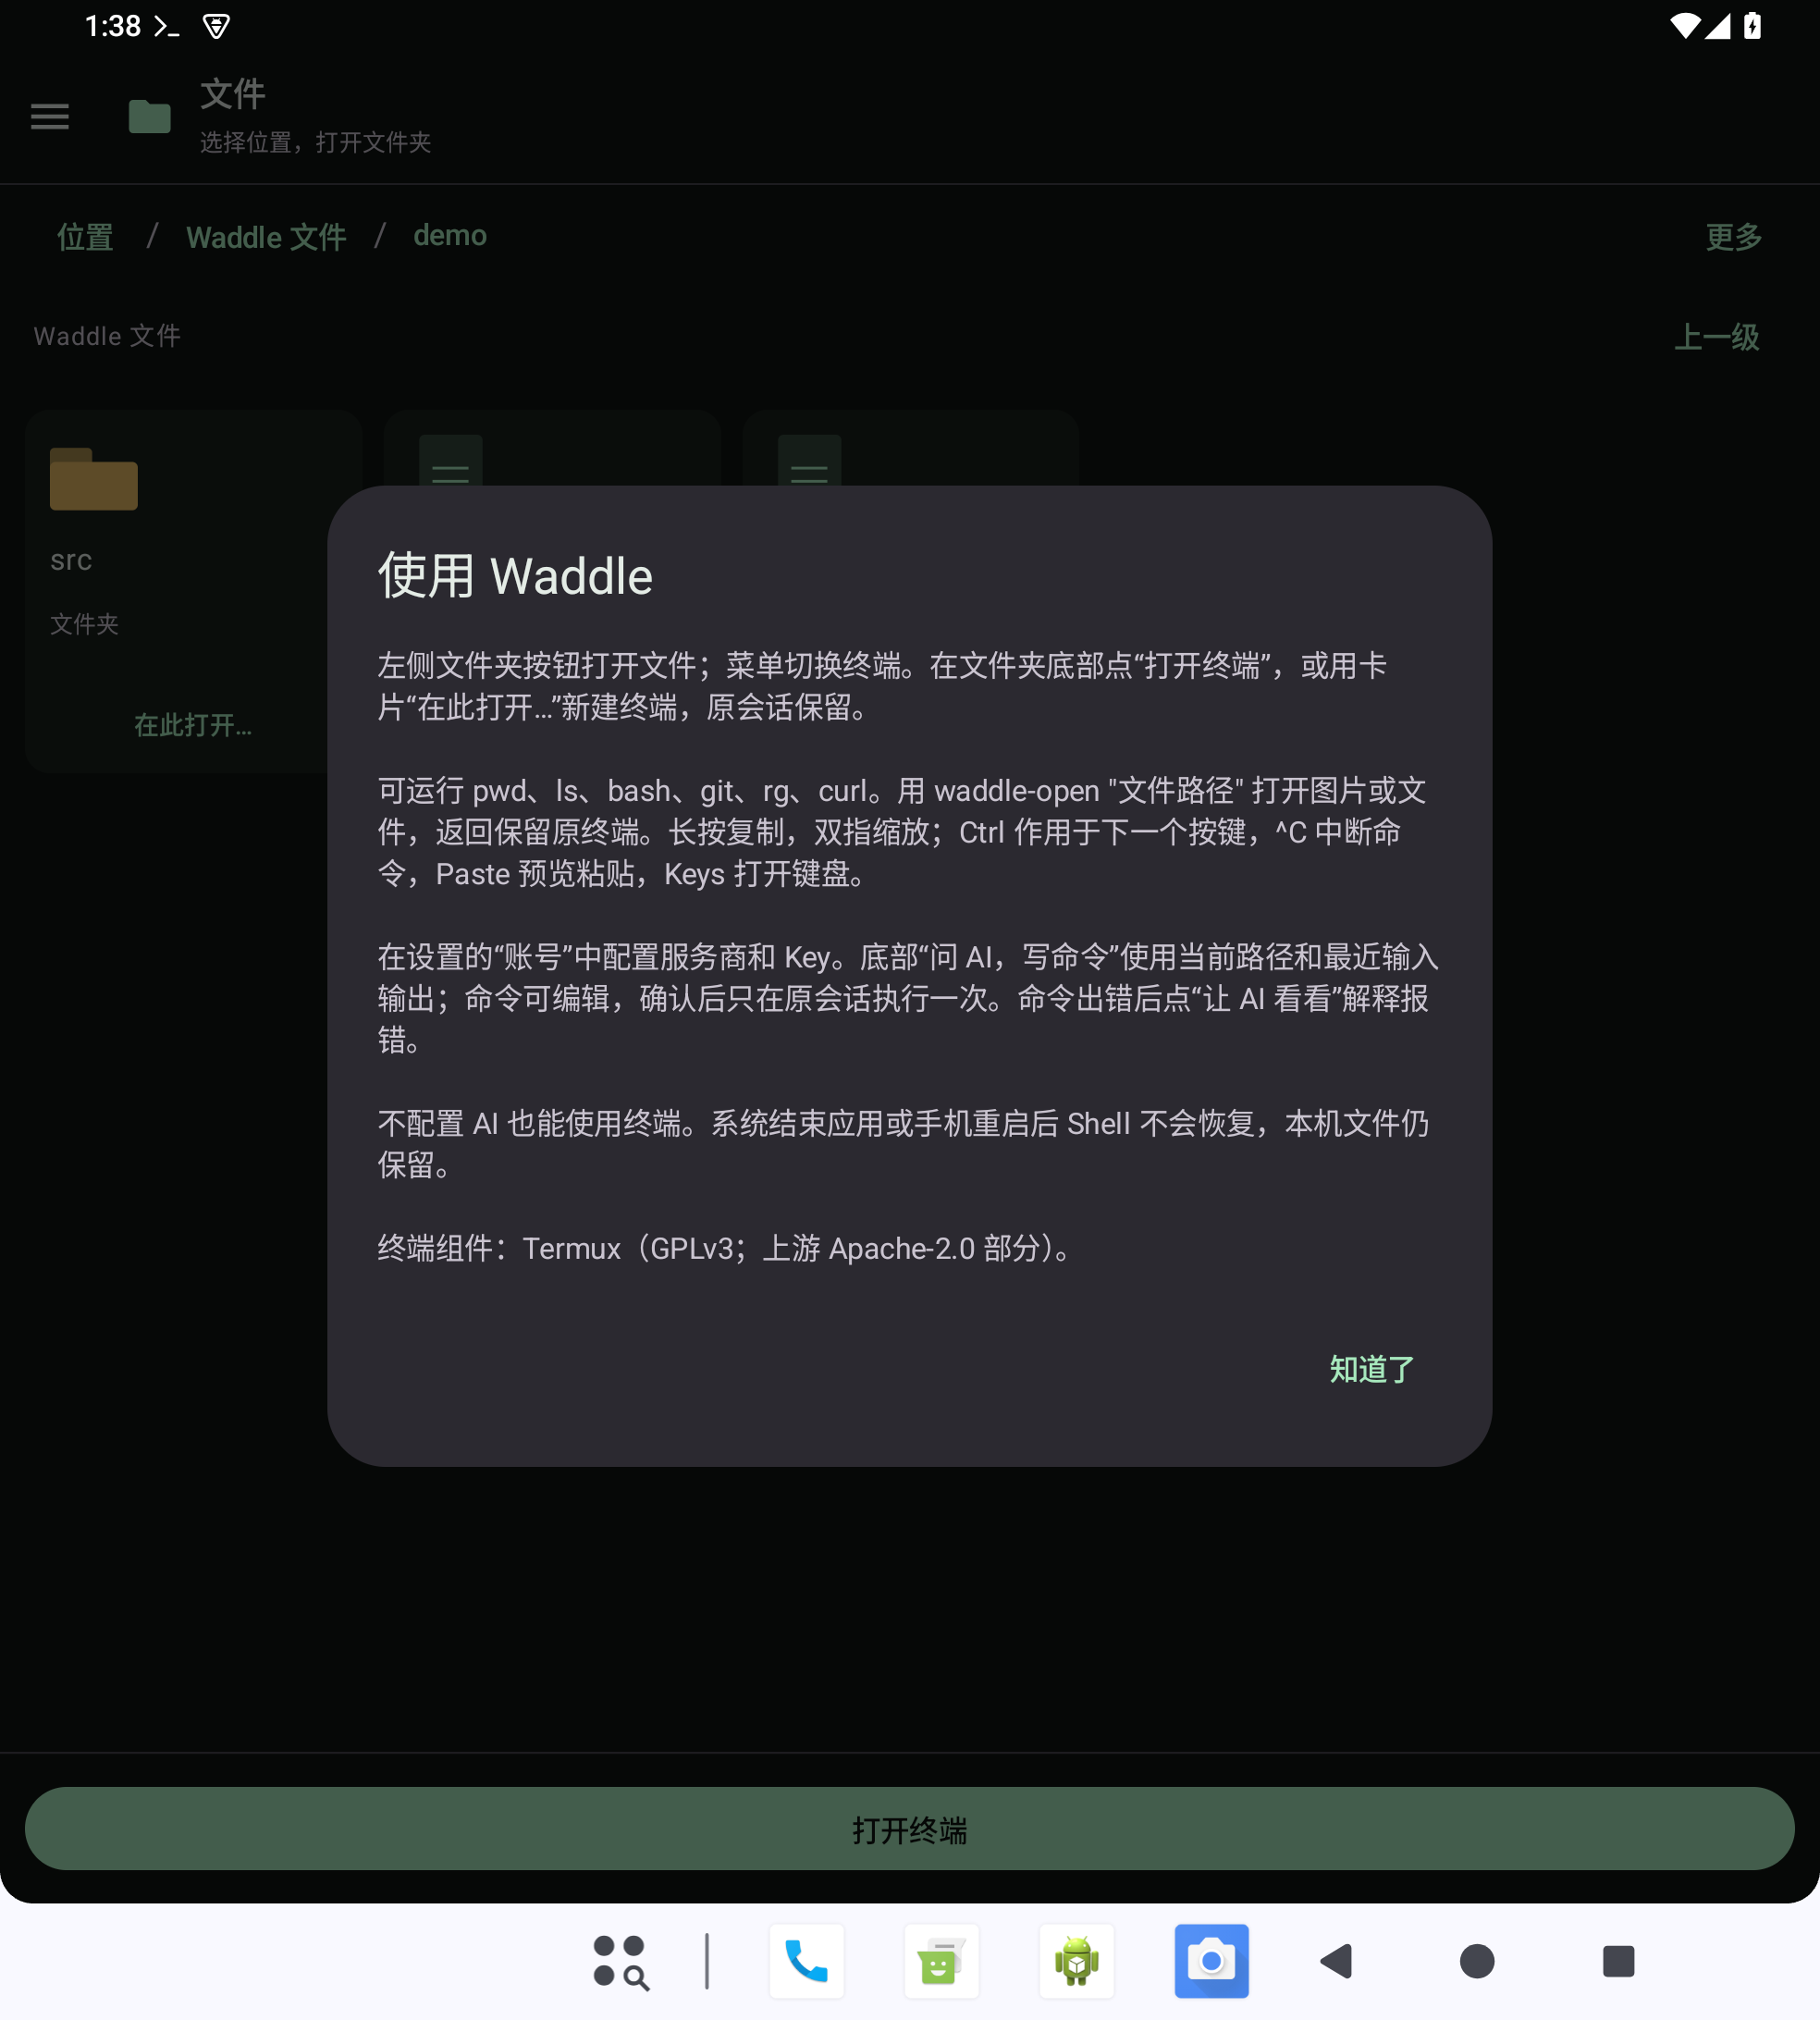 1:38
文件
选择位置，打开文件夹
位置 / Waddle 文件 / demo
更多
Waddle 文件
上一级
src
文件夹
在此打开…
使用 Waddle
左侧文件夹按钮打开文件；菜单切换终端。在文件夹底部点“打开终端”，或用卡
片“在此打开…”新建终端，原会话保留。
可运行 pwd、ls、bash、git、rg、curl。用 waddle-open "文件路径" 打开图片或文
件，返回保留原终端。长按复制，双指缩放；Ctrl 作用于下一个按键，^C 中断命
令，Paste 预览粘贴，Keys 打开键盘。
在设置的“账号”中配置服务商和 Key。底部“问 AI，写命令”使用当前路径和最近输入
输出；命令可编辑，确认后只在原会话执行一次。命令出错后点“让 AI 看看”解释报
错。
不配置 AI 也能使用终端。系统结束应用或手机重启后 Shell 不会恢复，本机文件仍
保留。
终端组件：Termux（GPLv3；上游 Apache-2.0 部分）。
知道了
打开终端